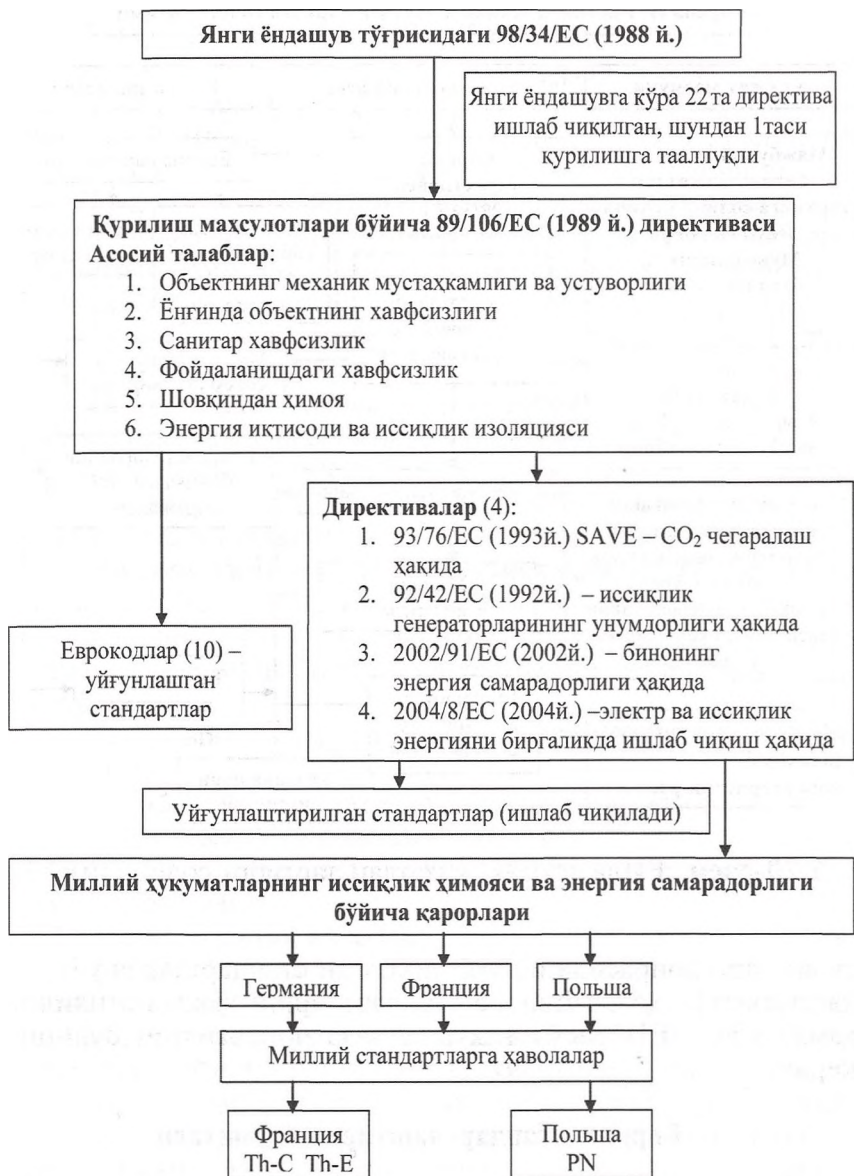 Янги ёндашув тўғрисидаги 98/34/ЕС (1988 й.)
Янги ёндашувга кўра 22 та директива
ишлаб чиқилган, шундан 1таси
қурилишга тааллуқли
Қурилиш маҳсулотлари бўйича 89/106/ЕС (1989 й.) директиваси
Асосий талаблар:
1. Объектнинг механик мустаҳкамлиги ва устуворлиги
2. Ёнғинда объектнинг хавфсизлиги
3. Санитар хавфсизлик
4. Фойдаланишдаги хавфсизлик
5. Шовқиндан ҳимоя
6. Энергия иқтисоди ва иссиқлик изоляцияси
Директивалар (4):
1. 93/76/ЕС (1993й.) SAVE – CO₂ чегаралаш
ҳақида
2. 92/42/ЕС (1992й.) – иссиқлик
генераторларининг унумдорлиги ҳақида
3. 2002/91/ЕС (2002й.) – бинонинг
энергия самарадорлиги ҳақида
4. 2004/8/ЕС (2004й.) –электр ва иссиқлик
энергияни биргаликда ишлаб чиқиш ҳақида
Еврокодлар (10) –
уйғунлашган
стандартлар
Уйғунлаштирилган стандартлар (ишлаб чиқилади)
Миллий ҳукуматларнинг иссиқлик ҳимояси ва энергия самарадорлиги
бўйича қарорлари
Германия Франция Польша
Миллий стандартларга ҳаволалар
Франция
Th-C Th-E
Польша
PN